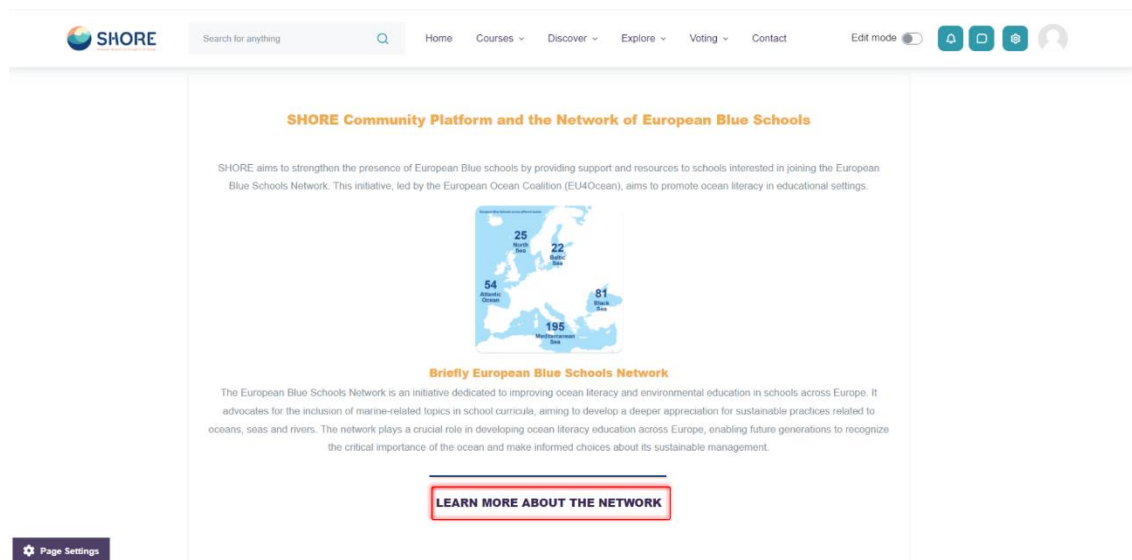 SHORE
Search for anything
Home Courses Discover Explore Voting Contact
Edit mode
SHORE Community Platform and the Network of European Blue Schools
SHORE aims to strengthen the presence of European Blue schools by providing support and resources to schools interested in joining the European
Blue Schools Network. This initiative, led by the European Ocean Coalition (EU4Ocean), aims to promote ocean literacy in educational settings.
25
North
Sea
22
Baltic
Sea
54
Atlantic
Ocean
81
Black
Sea
195
Mediterranean
Sea
Briefly European Blue Schools Network
The European Blue Schools Network is an initiative dedicated to improving ocean literacy and environmental education in schools across Europe. It
advocates for the inclusion of marine-related topics in school curricula, aiming to develop a deeper appreciation for sustainable practices related to
oceans, seas and rivers. The network plays a crucial role in developing ocean literacy education across Europe, enabling future generations to recognize
the critical importance of the ocean and make informed choices about its sustainable management.
LEARN MORE ABOUT THE NETWORK
Page Settings